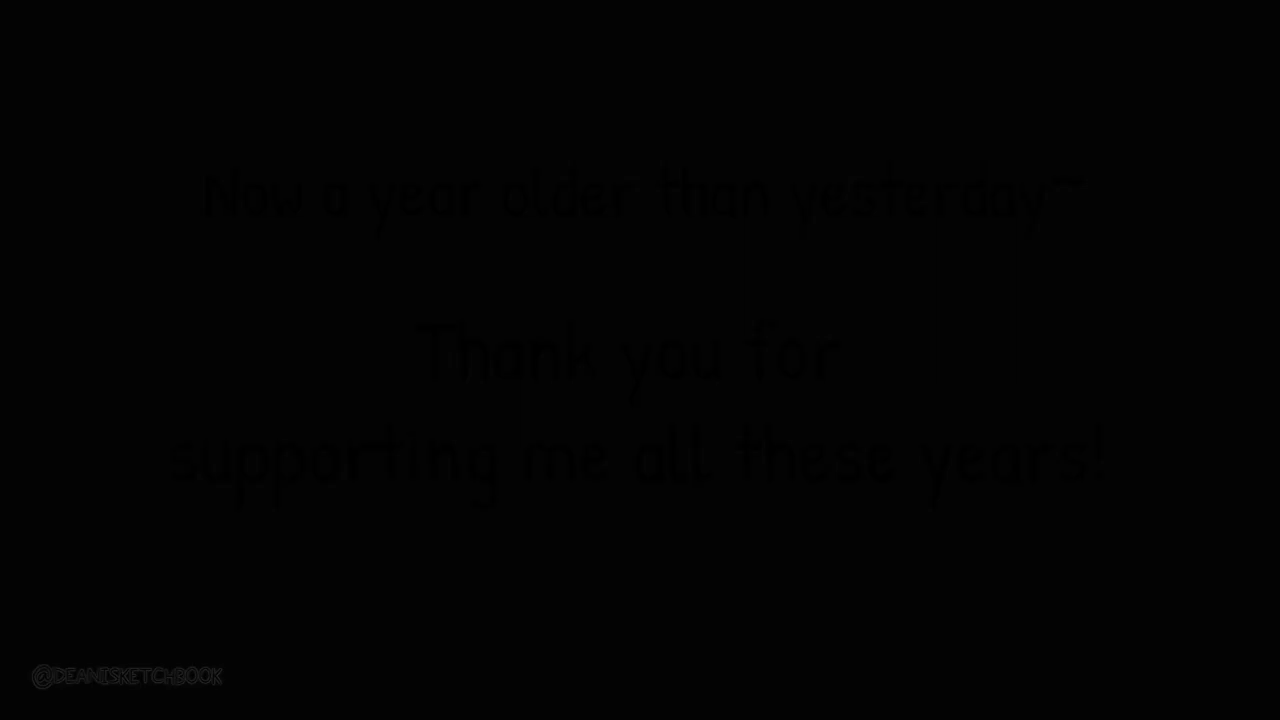 Now a year older than yesterday~
Thank you for
supporting me all these years!
@DEANISKETCHBOOK